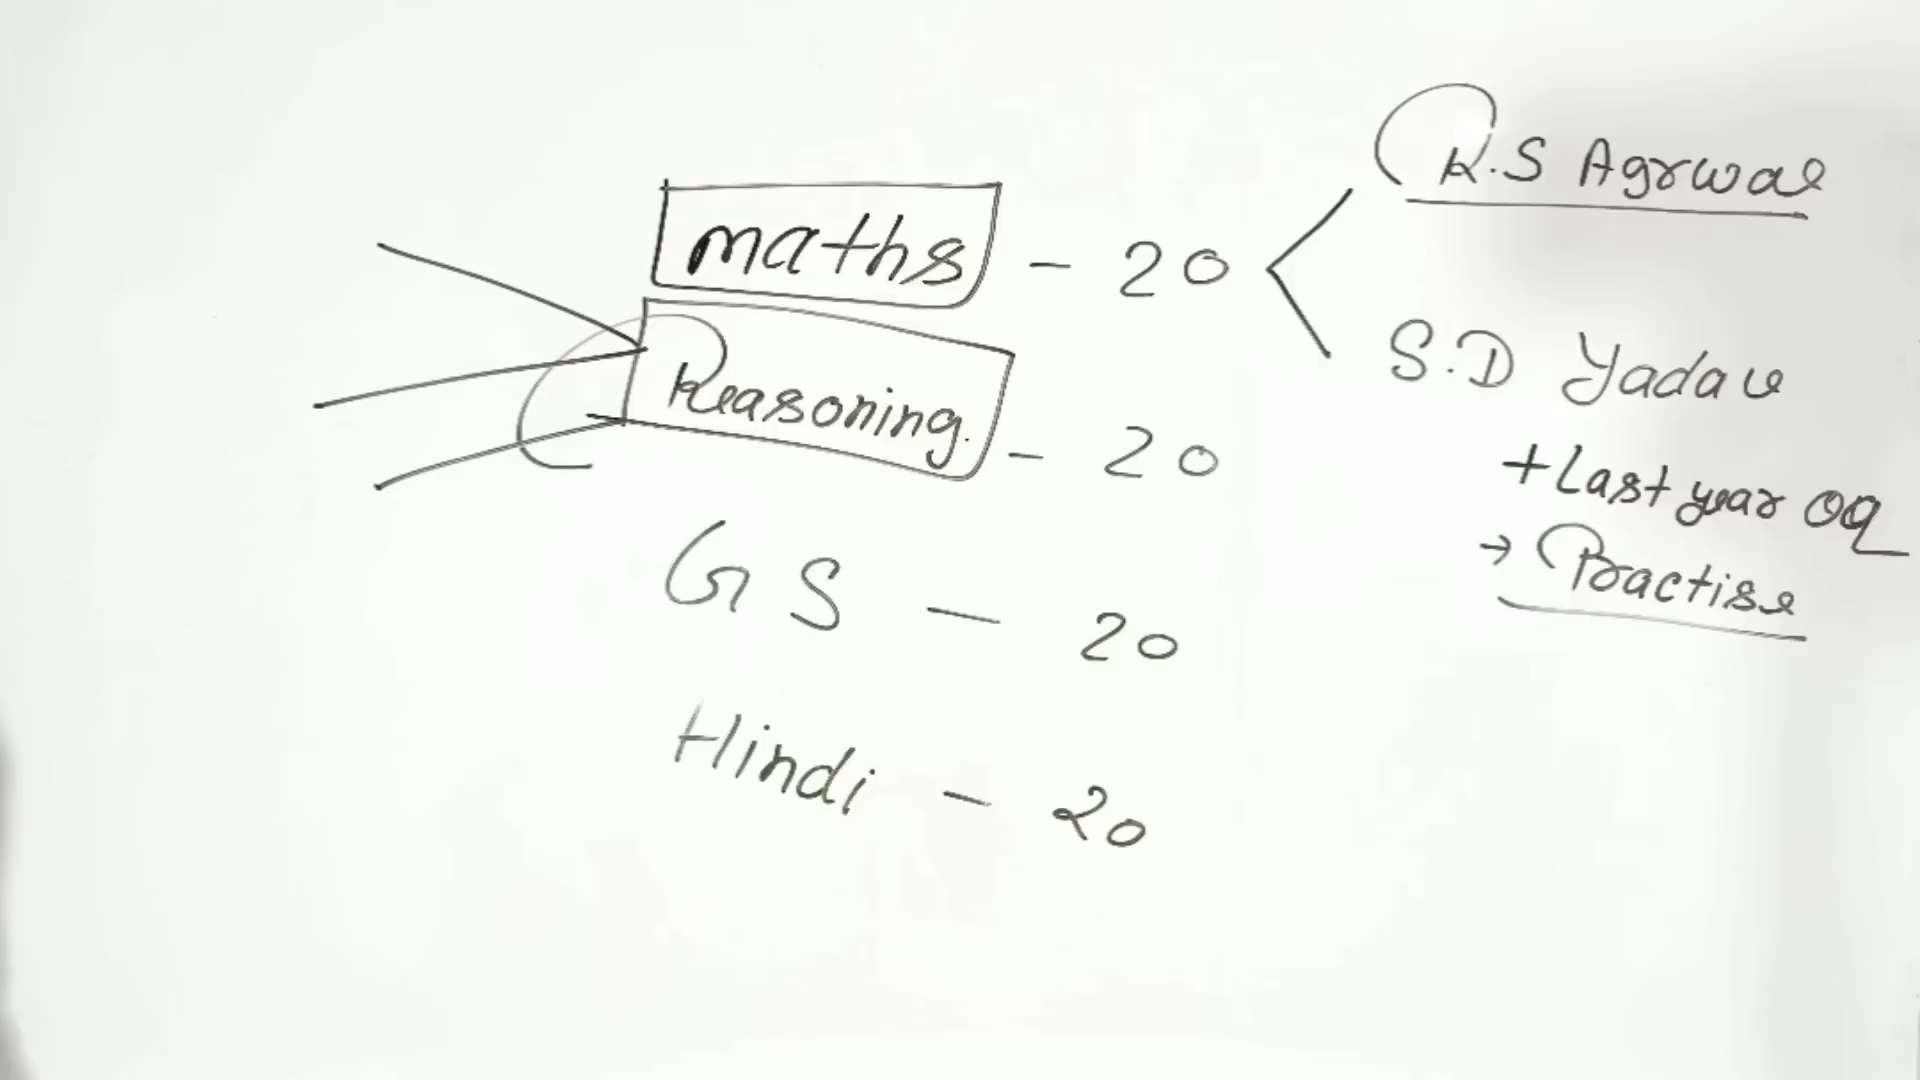 maths - 20
R.S Agrwal
S.D Yadav
+ Last year OQ
→ Practise
Reasoning. - 20
GS - 20
Hindi - 20